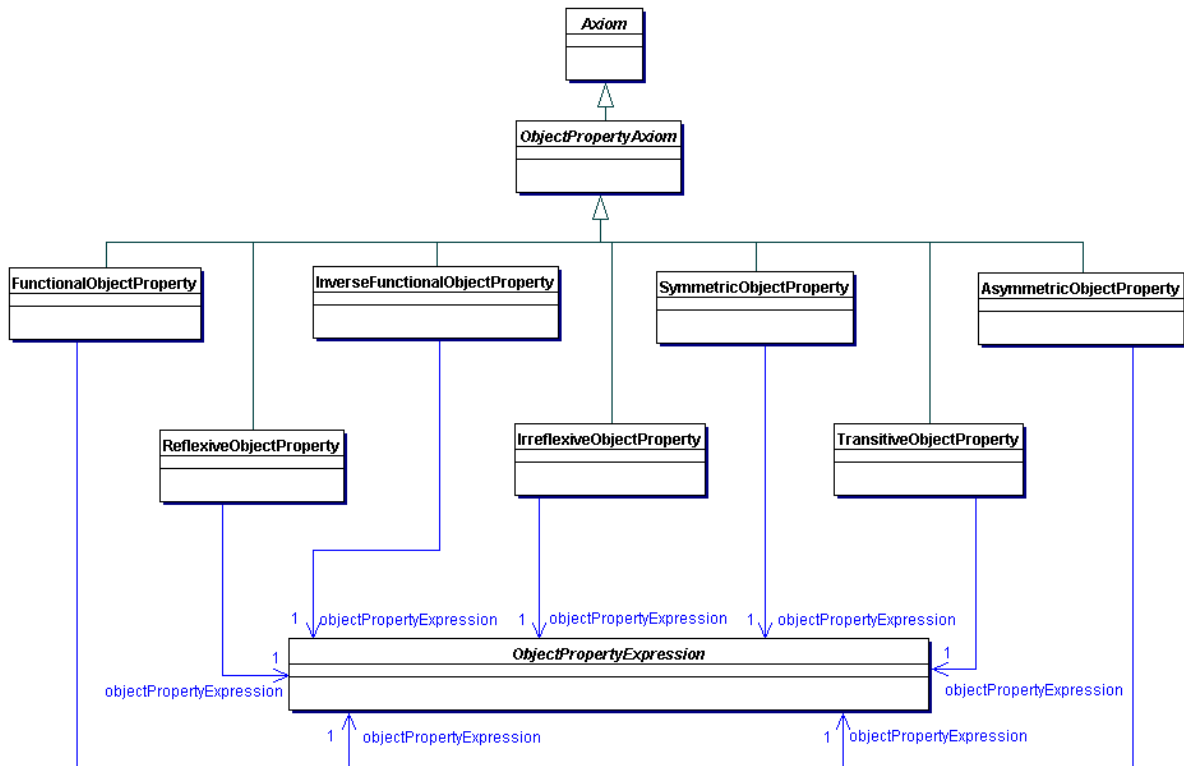 Axiom
ObjectPropertyAxiom
FunctionalObjectProperty
InverseFunctionalObjectProperty
SymmetricObjectProperty
AsymmetricObjectProperty
ReflexiveObjectProperty
IrreflexiveObjectProperty
TransitiveObjectProperty
1 objectPropertyExpression
1 objectPropertyExpression
1 objectPropertyExpression
ObjectPropertyExpression
1
objectPropertyExpression
1
objectPropertyExpression
1 objectPropertyExpression
1 objectPropertyExpression